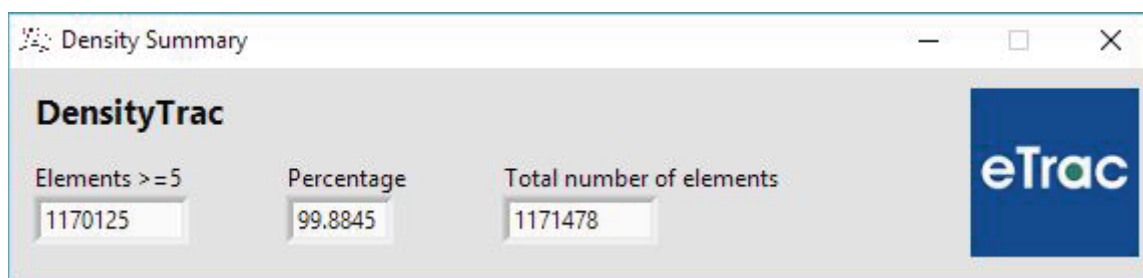 Density Summary
DensityTrac
Elements >=5 Percentage Total number of elements
1170125 99.8845 1171478
eTrac